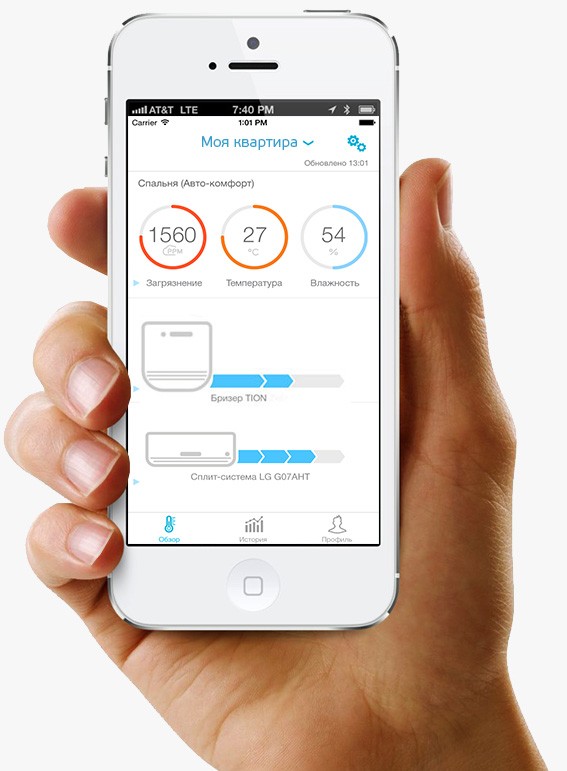 AT&T LTE 7:40 PM
Carrier 1:01 PM
Моя квартира
Обновлено 13:01
Спальня (Авто-комфорт)
1560 27 54
PPM °C %
Загрязнение Температура Влажность
Бризер TION
Сплит-система LG G07AHT
Обзор История Профиль